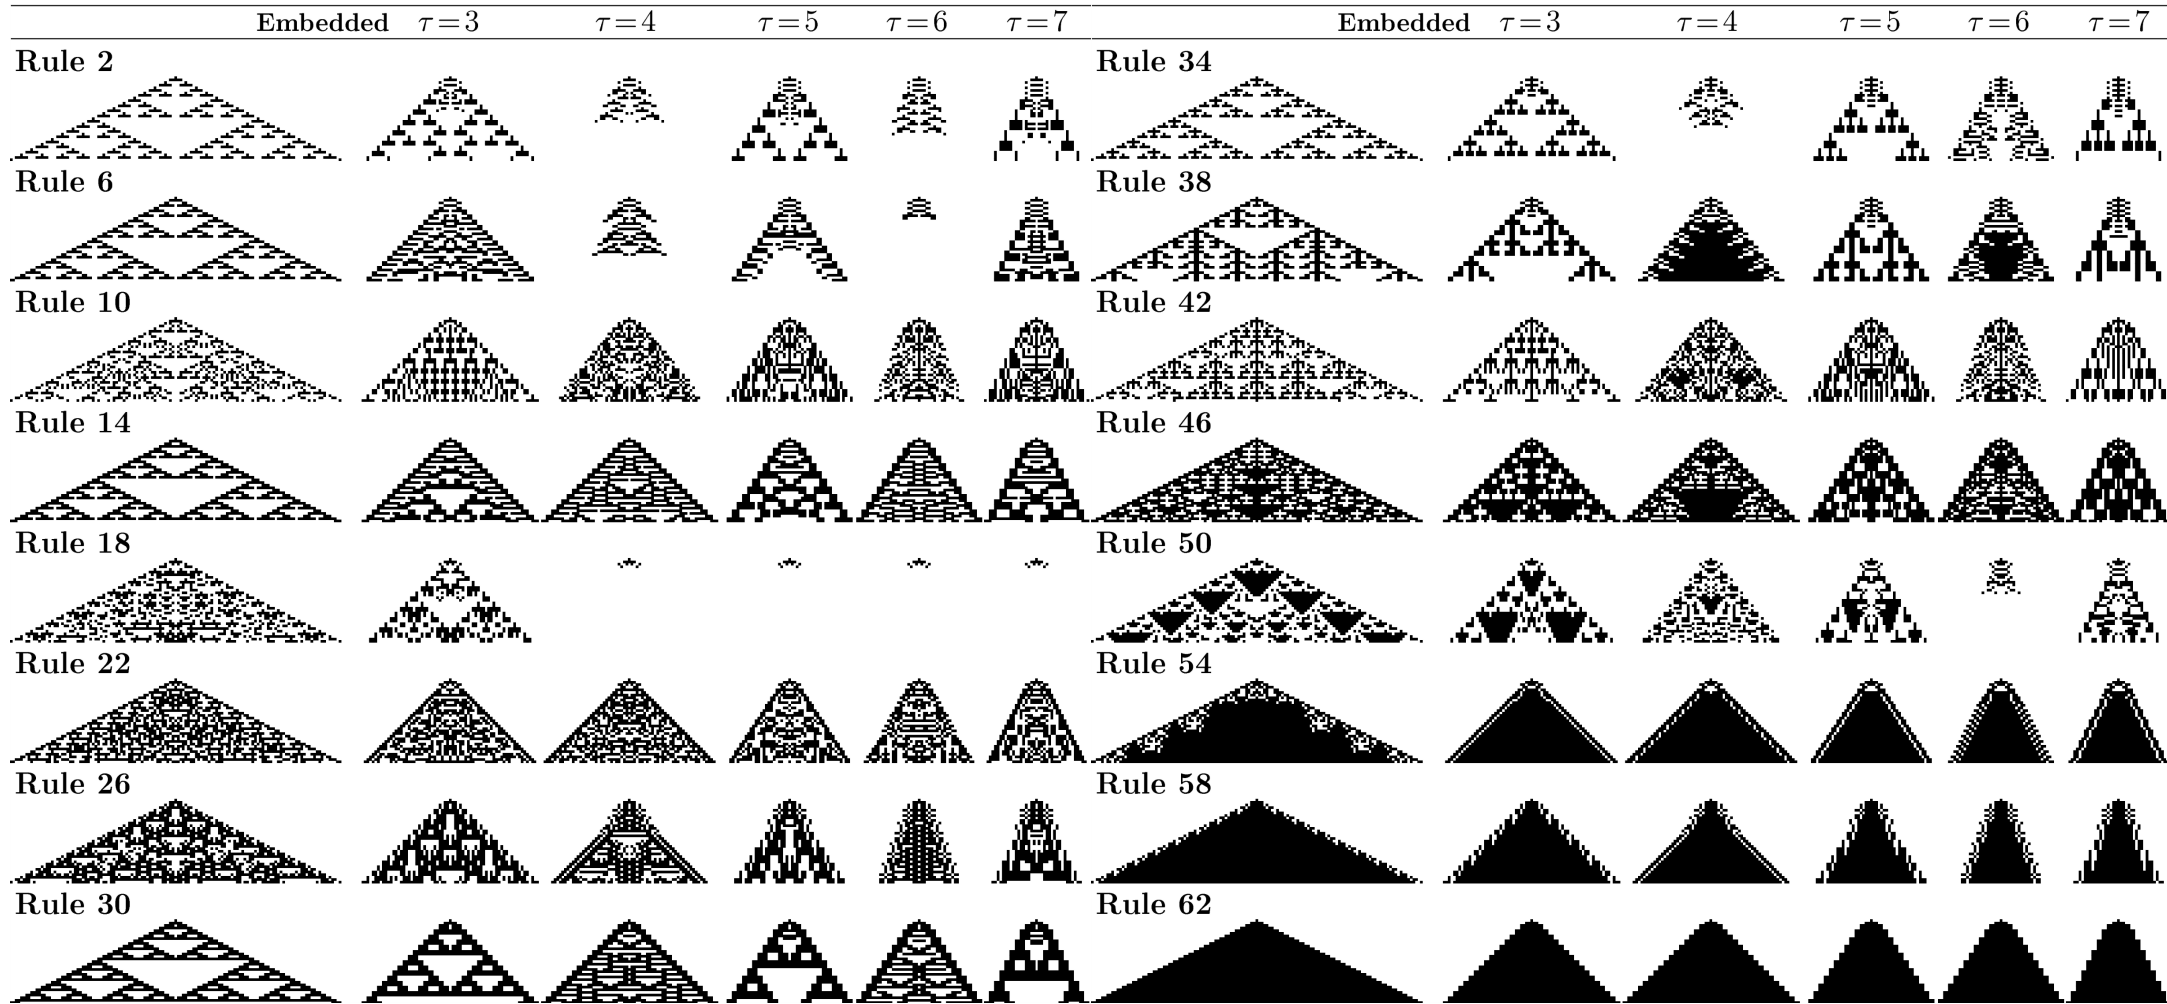 Embedded τ=3 τ=4 τ=5 τ=6 τ=7 Embedded τ=3 τ=4 τ=5 τ=6 τ=7
Rule 2 Rule 34
Rule 6 Rule 38
Rule 10 Rule 42
Rule 14 Rule 46
Rule 18 Rule 50
Rule 22 Rule 54
Rule 26 Rule 58
Rule 30 Rule 62